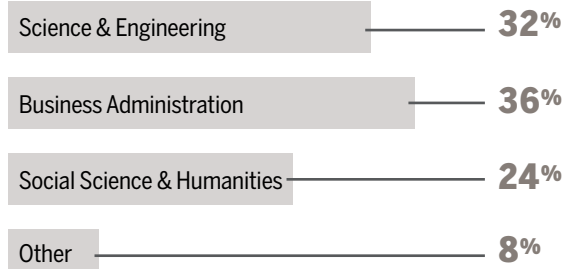 Science & Engineering 32%
Business Administration 36%
Social Science & Humanities 24%
Other 8%